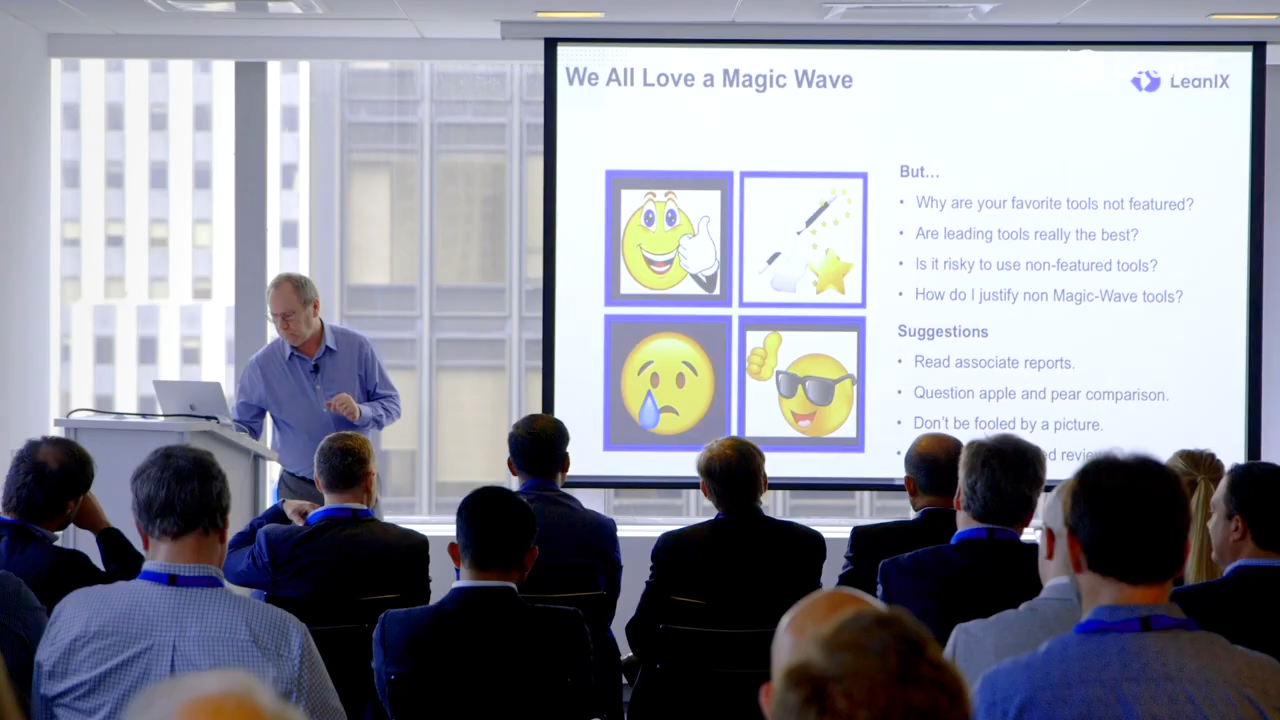 We All Love a Magic Wave
LeanIX
But...
• Why are your favorite tools not featured?
• Are leading tools really the best?
• Is it risky to use non-featured tools?
• How do I justify non Magic-Wave tools?
Suggestions
• Read associate reports.
• Question apple and pear comparison.
• Don't be fooled by a picture.
•